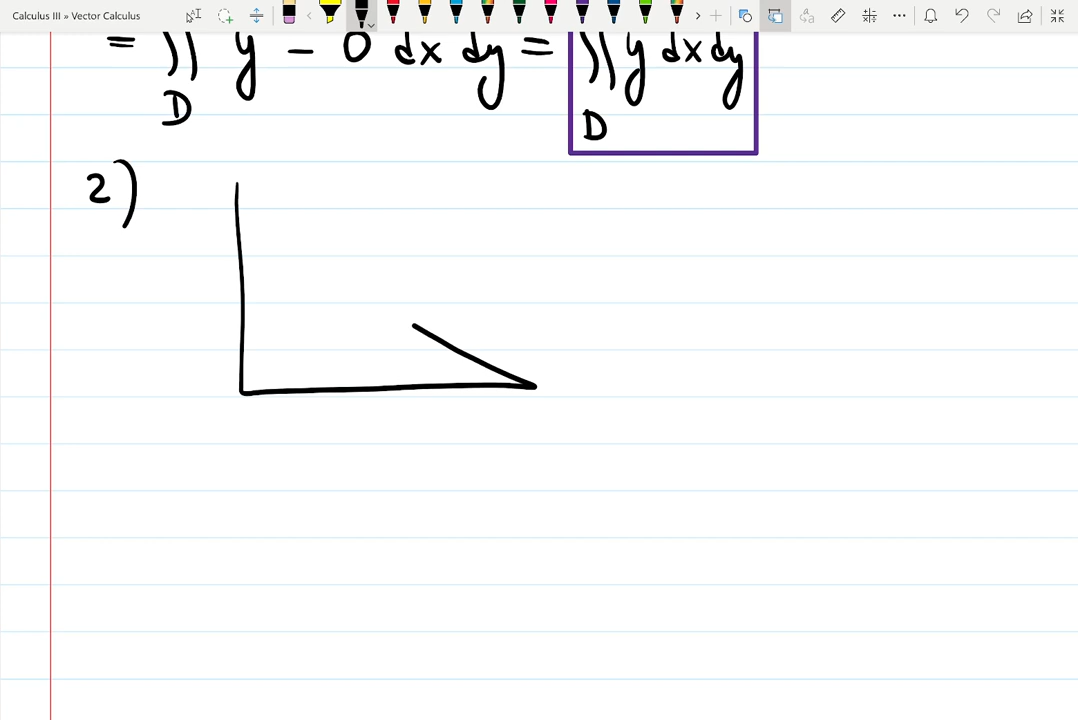 Calculus III » Vector Calculus
= ∬ y - 0 dx dy = ∬ y dx dy
D D
2)